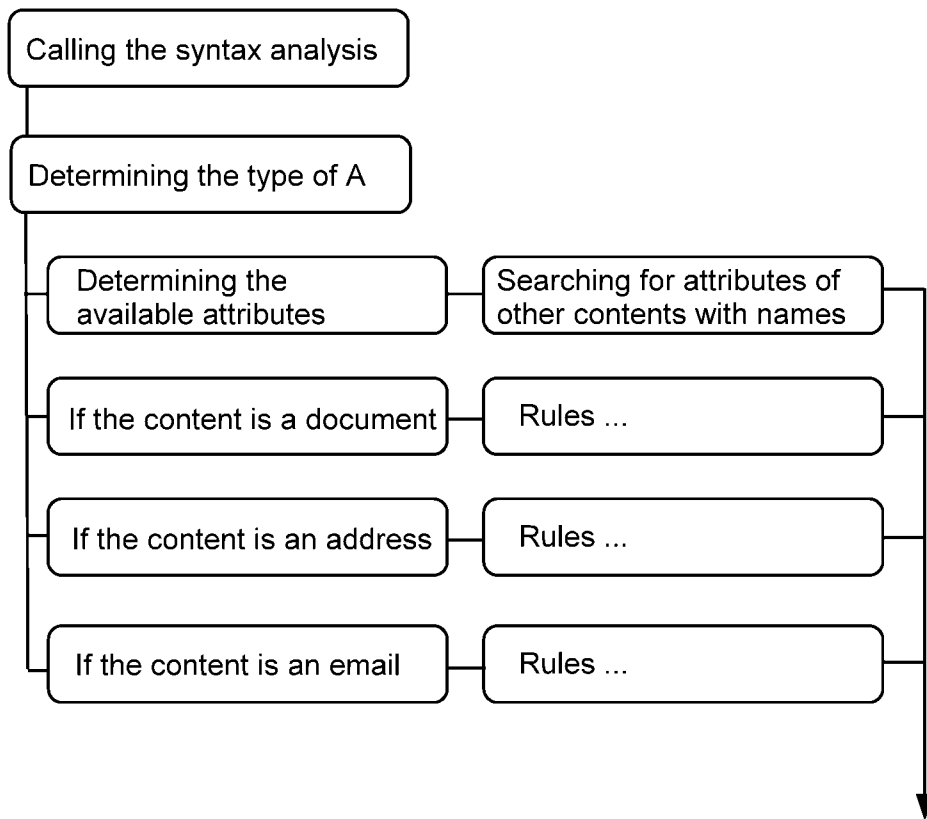 Calling the syntax analysis
Determining the type of A
Determining the
available attributes
Searching for attributes of
other contents with names
If the content is a document
Rules ...
If the content is an address
Rules ...
If the content is an email
Rules ...